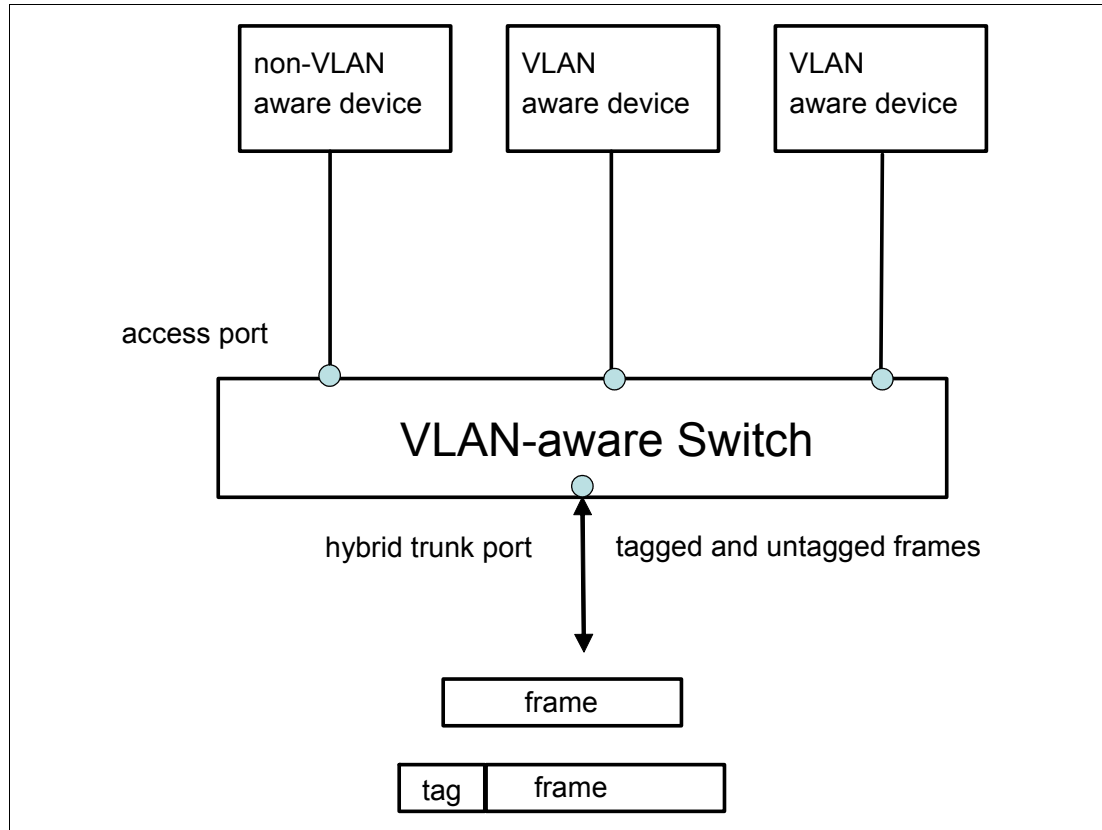 non-VLAN
aware device
VLAN
aware device
VLAN
aware device
access port
VLAN-aware Switch
hybrid trunk port
tagged and untagged frames
frame
tag
frame